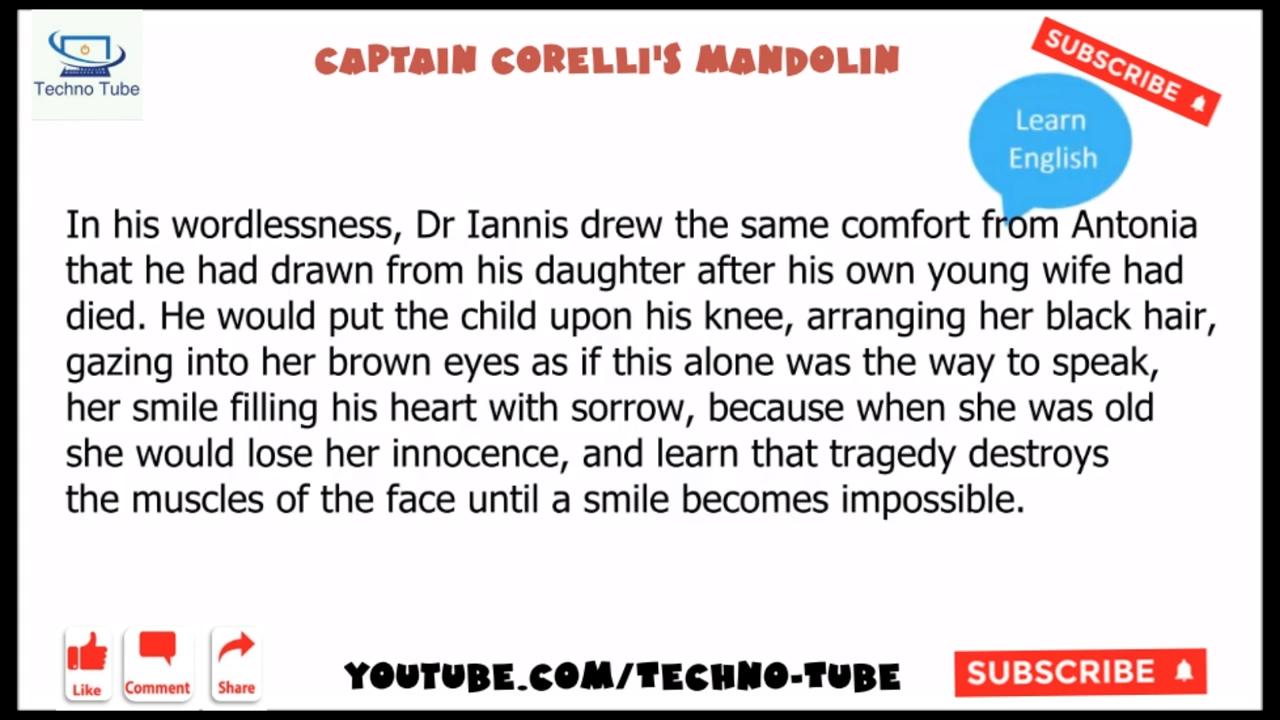 Techno Tube
CAPTAIN CORELLI'S MANDOLIN
SUBSCRIBE
Learn
English
In his wordlessness, Dr Iannis drew the same comfort from Antonia
that he had drawn from his daughter after his own young wife had
died. He would put the child upon his knee, arranging her black hair,
gazing into her brown eyes as if this alone was the way to speak,
her smile filling his heart with sorrow, because when she was old
she would lose her innocence, and learn that tragedy destroys
the muscles of the face until a smile becomes impossible.
Like
Comment
Share
YOUTUBE.COM/TECHNO-TUBE
SUBSCRIBE